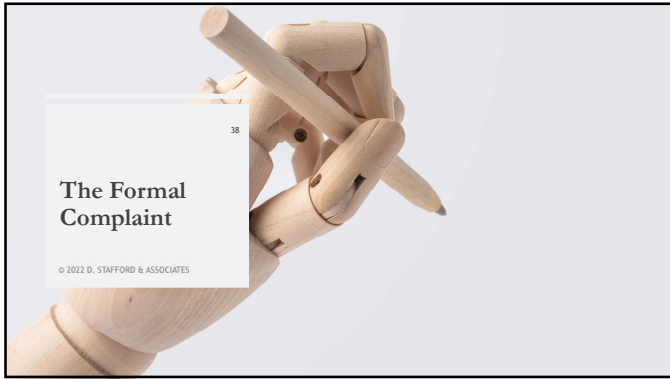 38
The Formal
Complaint
© 2022 D. STAFFORD & ASSOCIATES